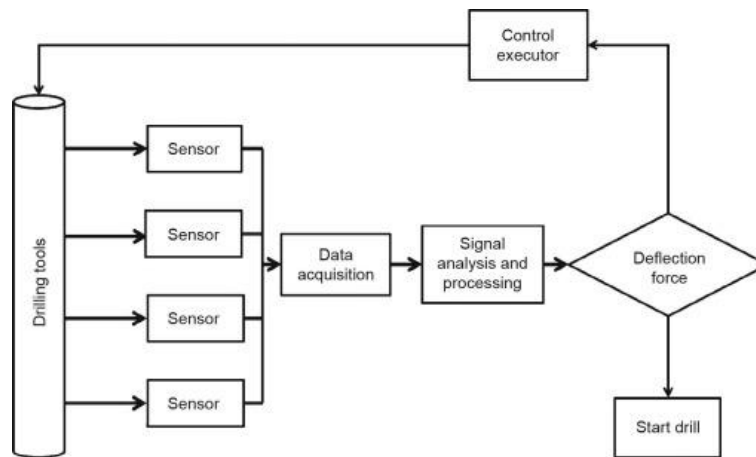 Control
executor
Drilling tools
Sensor
Sensor
Sensor
Sensor
Data
acquisition
Signal
analysis and
processing
Deflection
force
Start drill